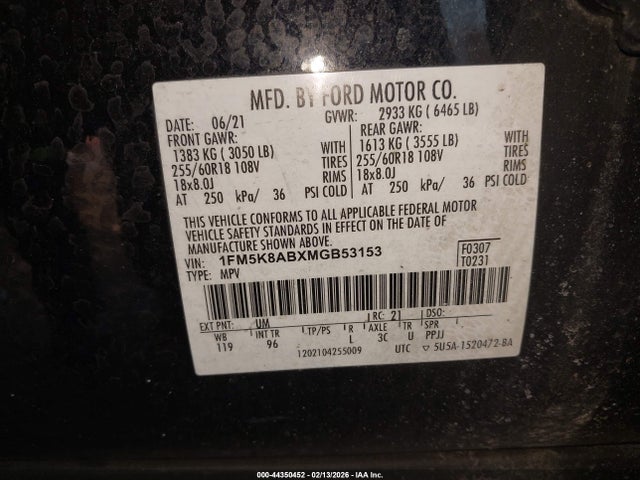 MFD. BY FORD MOTOR CO.
DATE: 06/21 GVWR: 2933 KG ( 6465 LB)
FRONT GAWR: REAR GAWR:
1383 KG ( 3050 LB) WITH 1613 KG ( 3555 LB) WITH
255/60R18 108V TIRES 255/60R18 108V TIRES
18x8.0J RIMS 18x8.0J RIMS
AT 250 kPa/ 36 PSI COLD AT 250 kPa/ 36 PSI COLD
THIS VEHICLE CONFORMS TO ALL APPLICABLE FEDERAL MOTOR
VEHICLE SAFETY STANDARDS IN EFFECT ON THE DATE OF
MANUFACTURE SHOWN ABOVE.
VIN: 1FM5K8ABXMGB53153 F0307
TYPE: MPV T0231
EXT PNT: UM RC: 21 DSO:
WB INT TR TP/PS R AXLE TR SPR
119 96 L 3C U PPJJ
1202104255009 UTC ▽ 5U5A-1520472-BA
000-44350452 - 02/13/2026 - IAA Inc.